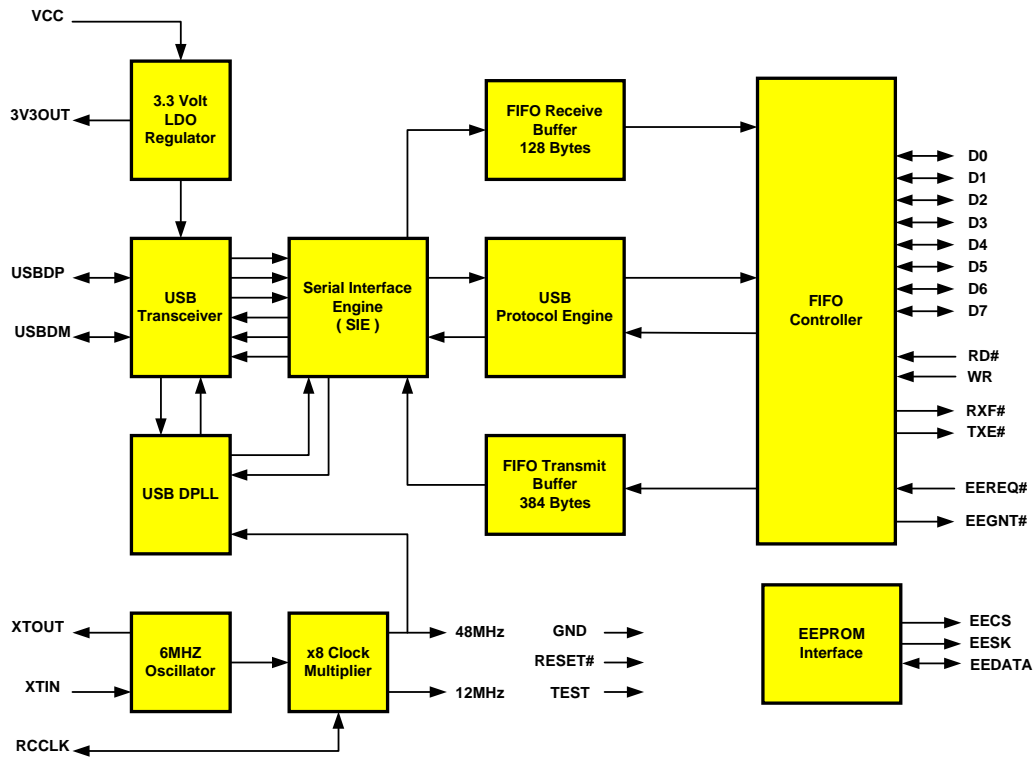 VCC
3.3 Volt
LDO
Regulator
3V3OUT
FIFO Receive
Buffer
128 Bytes
D0
D1
D2
D3
D4
D5
D6
D7
USBDP
USBDM
USB
Transceiver
Serial Interface
Engine
( SIE )
USB
Protocol Engine
FIFO
Controller
RD#
WR
RXF#
TXE#
USB DPLL
FIFO Transmit
Buffer
384 Bytes
EEREQ#
EEGNT#
XTOUT
XTIN
6MHZ
Oscillator
x8 Clock
Multiplier
48MHz
12MHz
GND
RESET#
TEST
EEPROM
Interface
EECS
EESK
EEDATA
RCCLK